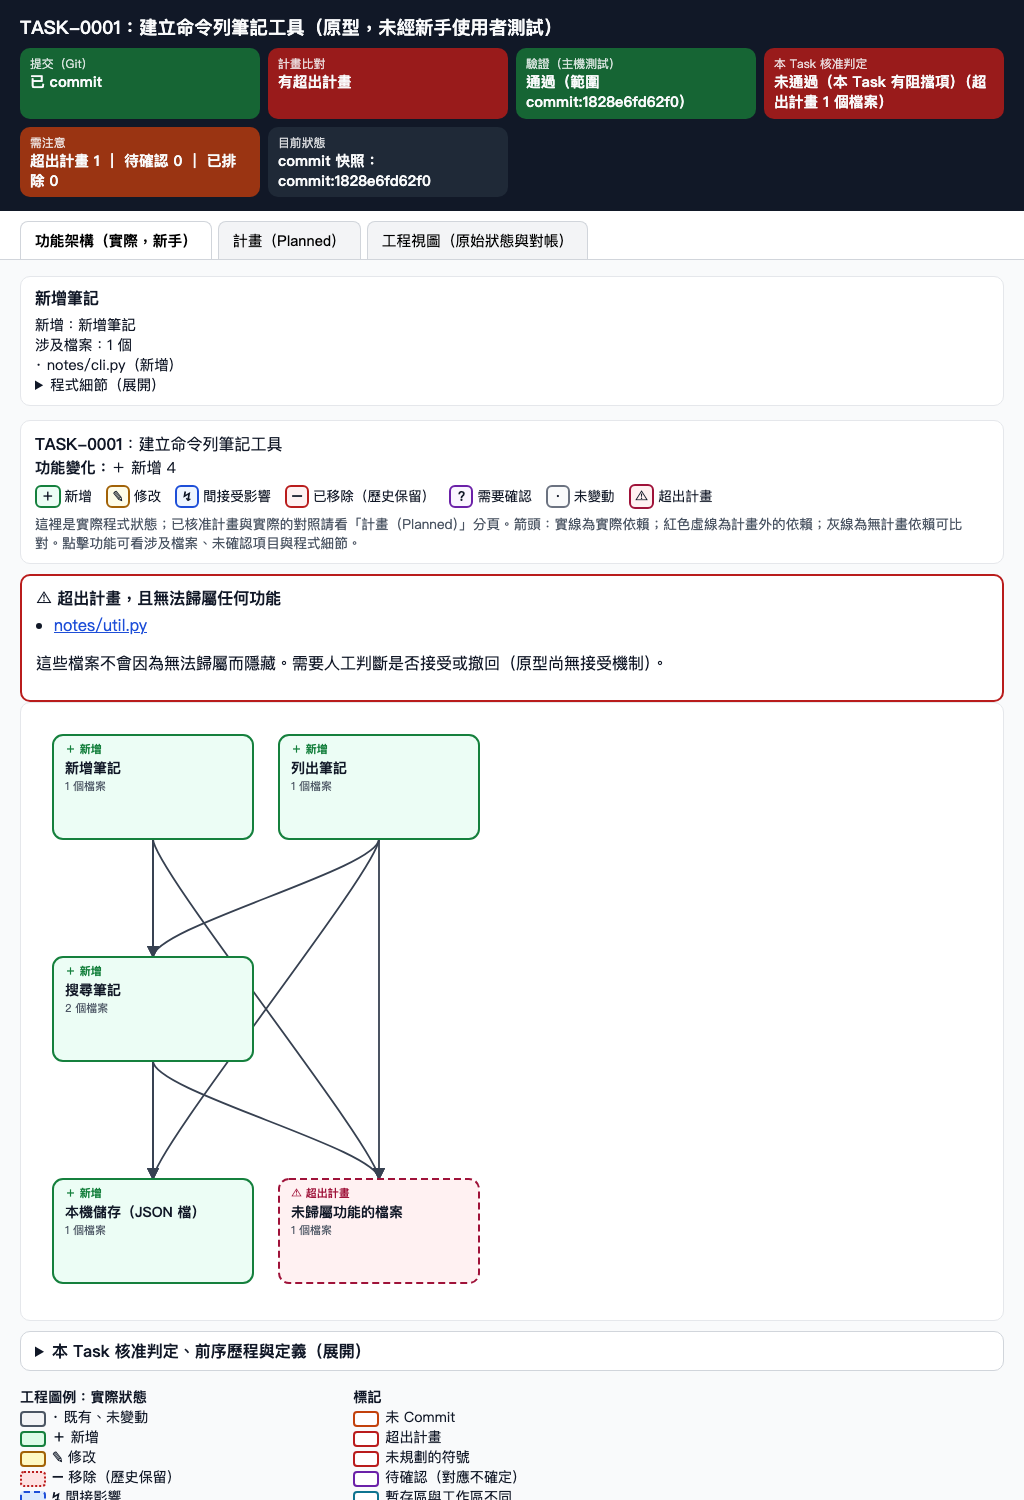 TASK-0001：建立命令列筆記工具（原型，未經新手使用者測試）
提交（Git）
已 commit
計畫比對
有超出計畫
驗證（主機測試）
通過（範圍
commit:1828e6fd62f0）
本 Task 核准判定
未通過（本 Task 有阻擋項）（超
出計畫 1 個檔案）
需注意
超出計畫 1 ｜ 待確認 0 ｜ 已排
除 0
目前狀態
commit 快照：
commit:1828e6fd62f0
功能架構（實際，新手）
計畫（Planned）
工程視圖（原始狀態與對帳）
新增筆記
新增：新增筆記
涉及檔案：1 個
· notes/cli.py（新增）
▶ 程式細節（展開）
TASK-0001：建立命令列筆記工具
功能變化：＋ 新增 4
＋ 新增 ✎ 修改 ↯ 間接受影響 − 已移除（歷史保留） ? 需要確認 · 未變動 ⚠ 超出計畫
這裡是實際程式狀態；已核准計畫與實際的對照請看「計畫（Planned）」分頁。箭頭：實線為實際依賴；紅色虛線為計畫外的依賴；灰線為無計畫依賴可比
對。點擊功能可看涉及檔案、未確認項目與程式細節。
⚠ 超出計畫，且無法歸屬任何功能
• notes/util.py
這些檔案不會因為無法歸屬而隱藏。需要人工判斷是否接受或撤回（原型尚無接受機制）。
＋ 新增
新增筆記
1 個檔案
＋ 新增
列出筆記
1 個檔案
＋ 新增
搜尋筆記
2 個檔案
＋ 新增
本機儲存（JSON 檔）
1 個檔案
⚠ 超出計畫
未歸屬功能的檔案
1 個檔案
▶ 本 Task 核准判定、前序歷程與定義（展開）
工程圖例：實際狀態
· 既有、未變動
＋ 新增
✎ 修改
− 移除（歷史保留）
↯ 間接影響
標記
未 Commit
超出計畫
未規劃的符號
待確認（對應不確定）
暫存區與工作區不同